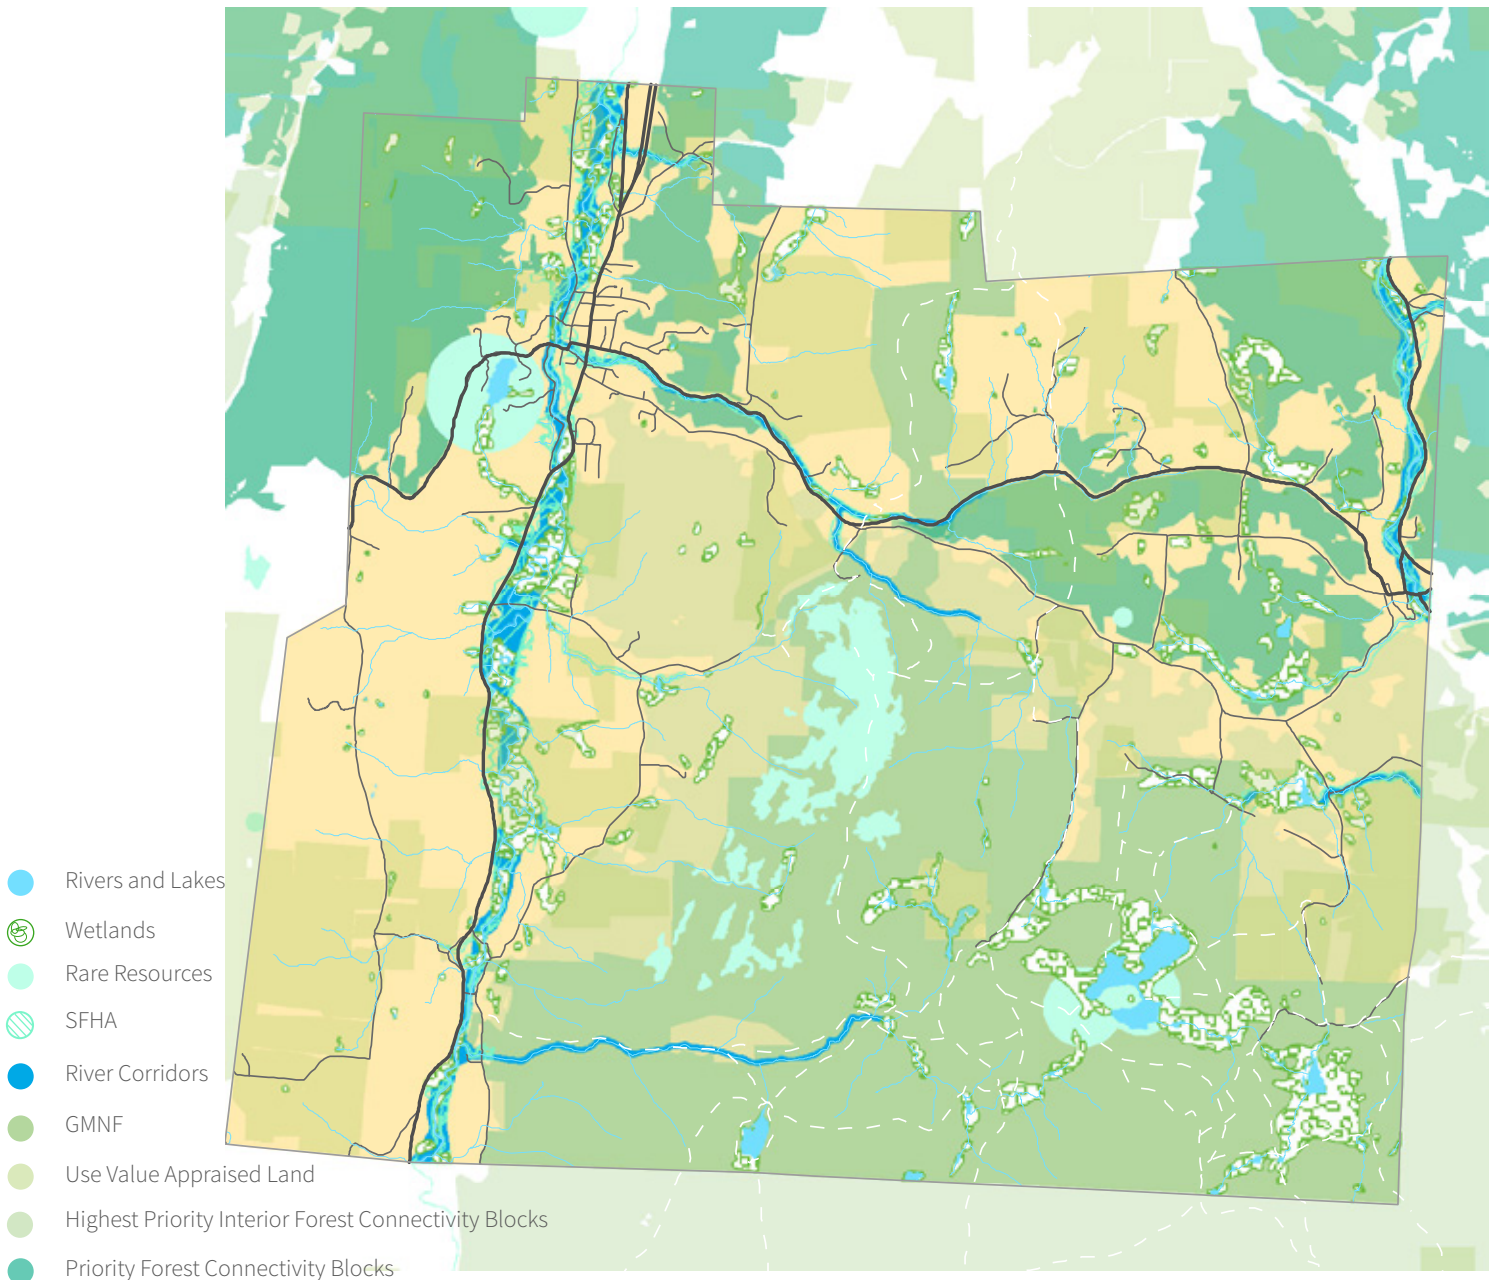 Rivers and Lakes
Wetlands
Rare Resources
SFHA
River Corridors
GMNF
Use Value Appraised Land
Highest Priority Interior Forest Connectivity Blocks
Priority Forest Connectivity Blocks